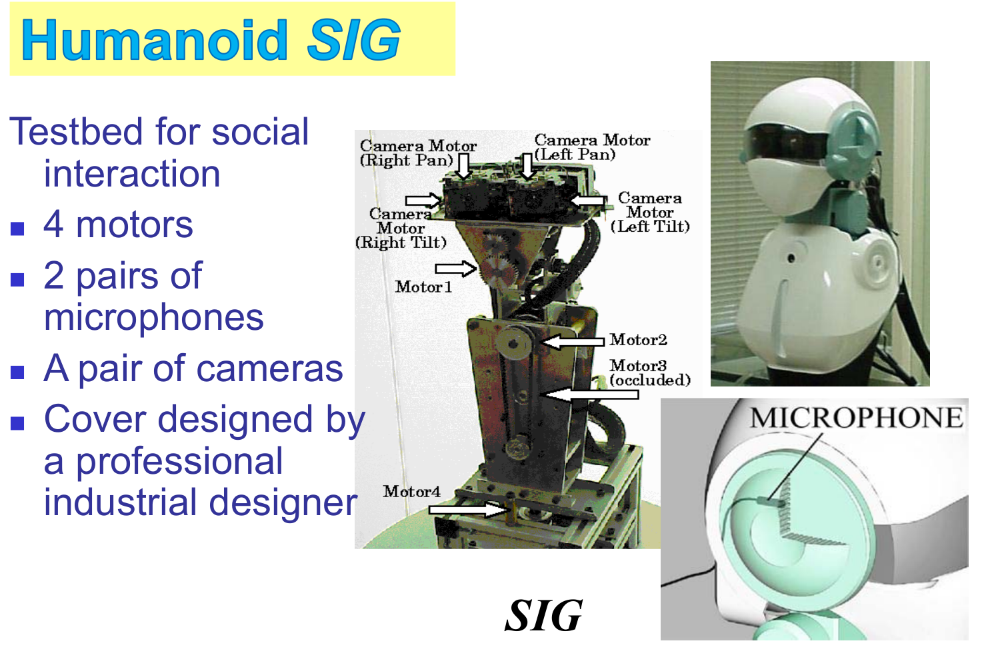 Humanoid SIG
Testbed for social
interaction
▪ 4 motors
▪ 2 pairs of
microphones
▪ A pair of cameras
▪ Cover designed by
a professional
industrial designer
Camera Motor
(Right Pan)
Camera Motor
(Left Pan)
Camera
Motor
(Right Tilt)
Camera
Motor
(Left Tilt)
Motor1
Motor2
Motor3
(occluded)
Motor4
MICROPHONE
SIG